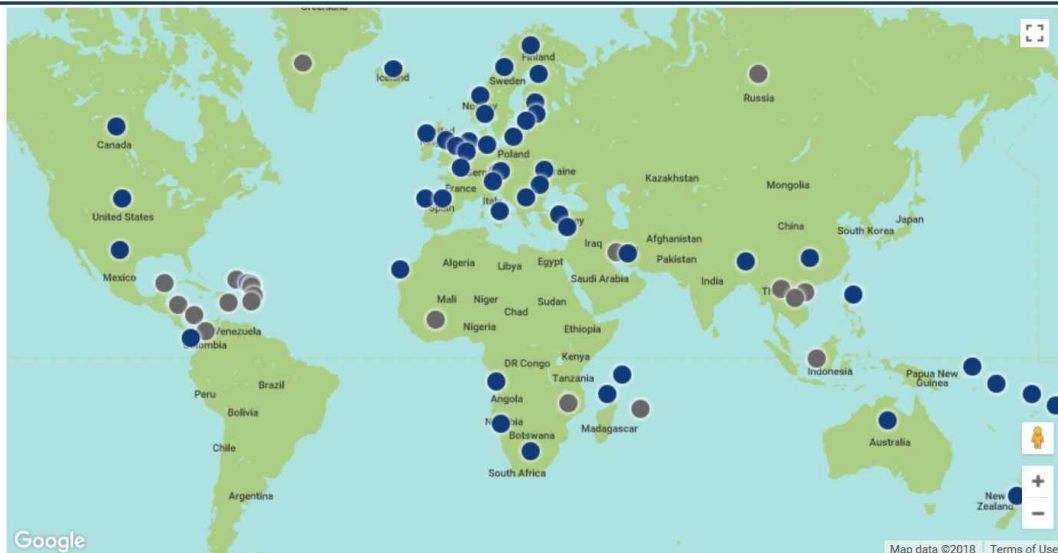 Finland
Iceland
Sweden
Russia
Canada
Poland
Ukraine
Kazakhstan
Mongolia
France
United States
Japan
China
South Korea
Iraq
Afghanistan
Algeria
Libya
Egypt
Pakistan
Mexico
Saudi Arabia
India
Mali
Niger
Sudan
Chad
Nigeria
Venezuela
Ethiopia
Colombia
Kenya
DR Congo
Indonesia
Papua New
Guinea
Tanzania
Brazil
Peru
Angola
Bolivia
Madagascar
Botswana
Australia
Chile
South Africa
Argentina
New
Zealand
Google
Map data ©2018
Terms of Use